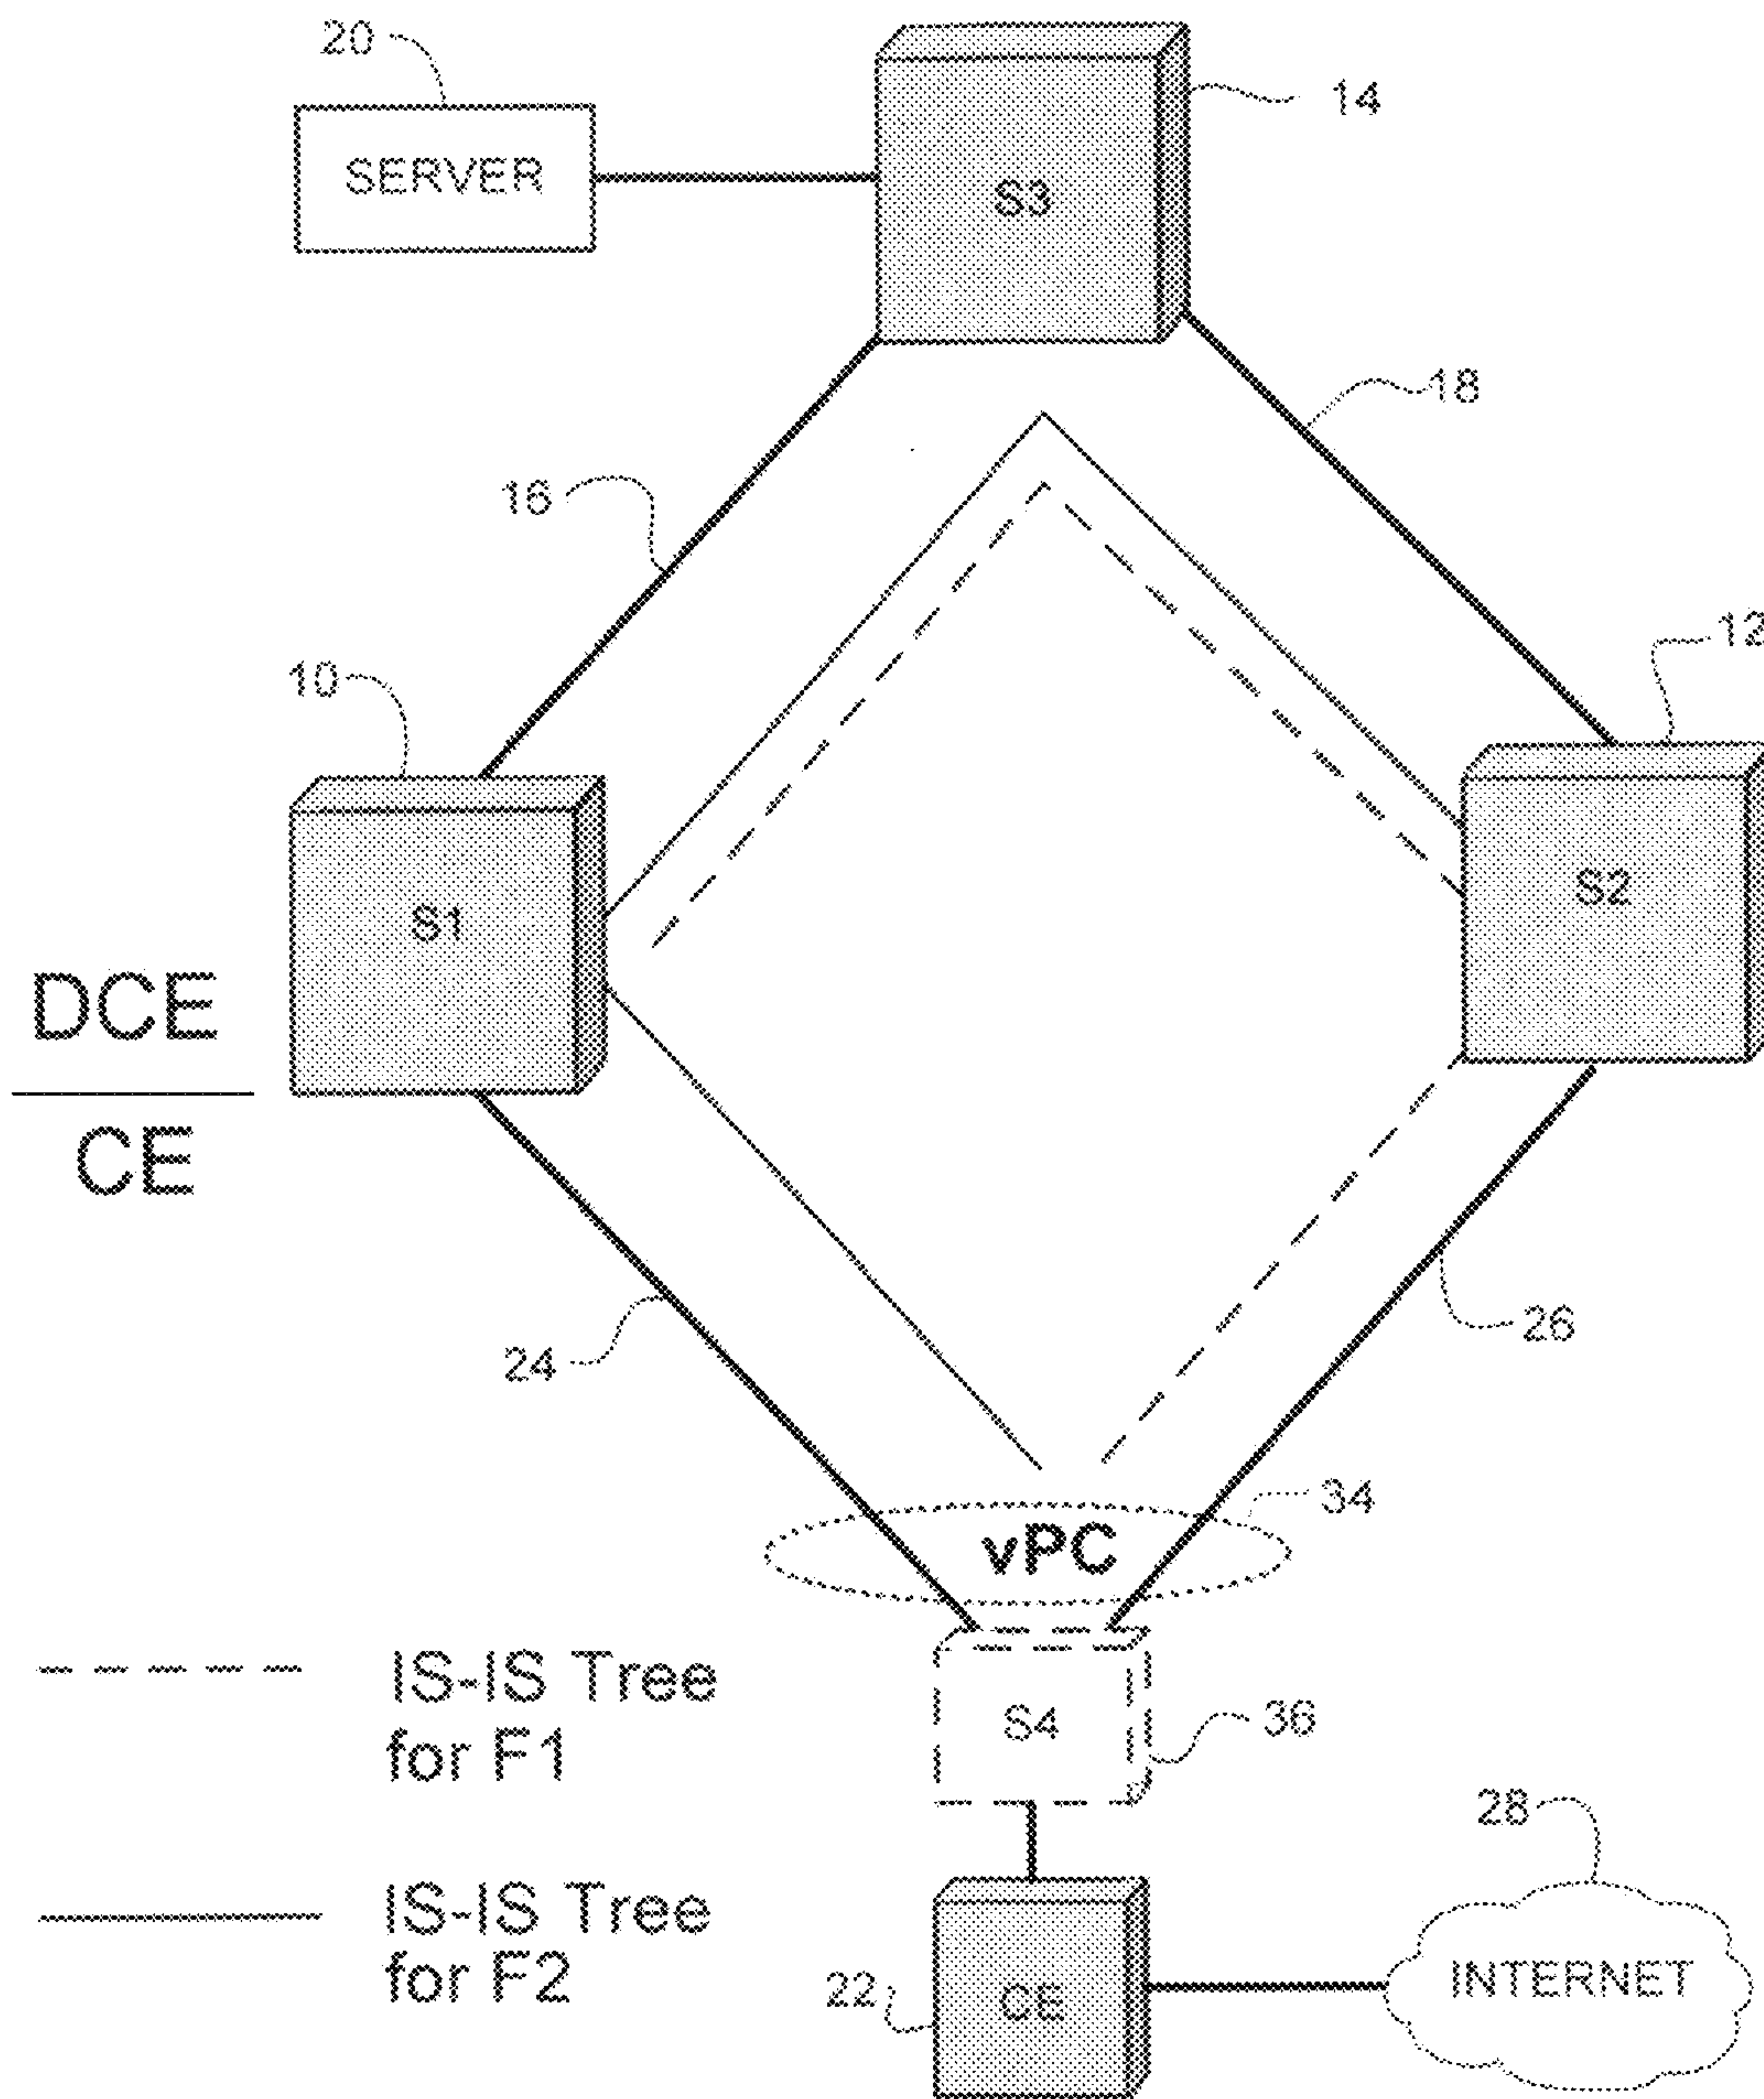 20
14
SERVER
S3
18
16
12
10
S1
S2
DCE
CE
24
26
34
vPC
IS-IS Tree
for F1
S4
36
28
IS-IS Tree
for F2
22
CE
INTERNET